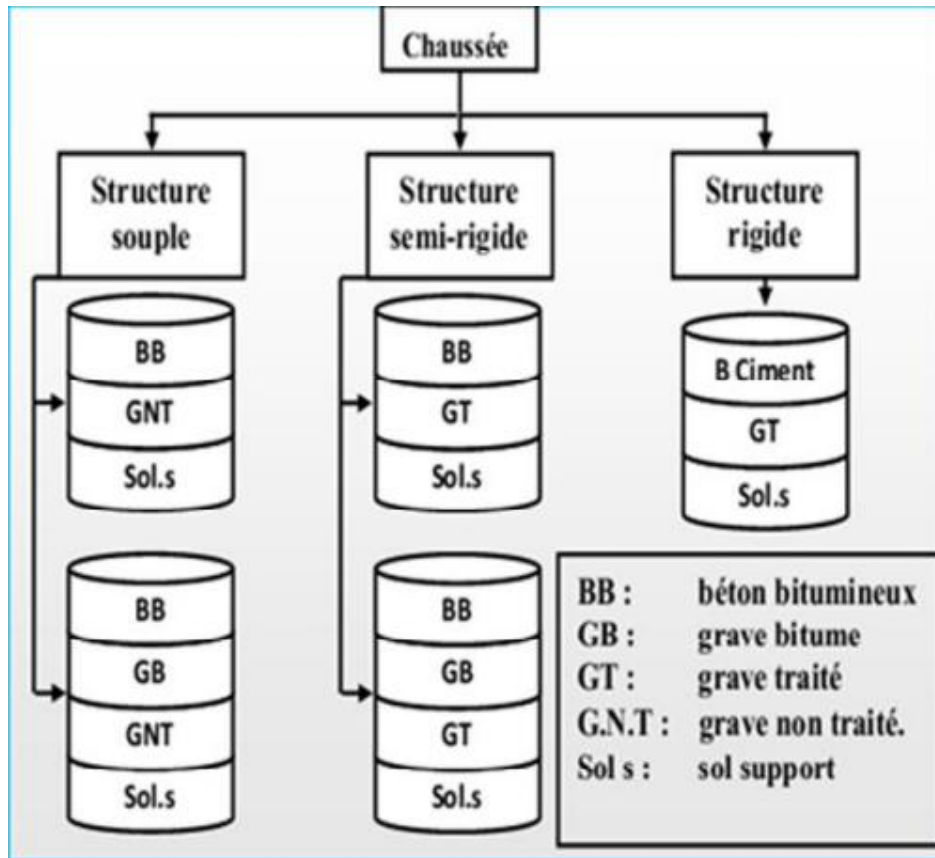 Chaussée
Structure
souple
Structure
semi-rigide
Structure
rigide
BB
GNT
Sol.s
BB
GT
Sol.s
B Ciment
GT
Sol.s
BB
GB
GNT
Sol.s
BB
GB
GT
Sol.s
BB : béton bitumineux
GB : grave bitume
GT : grave traité
G.N.T : grave non traité.
Sol s : sol support